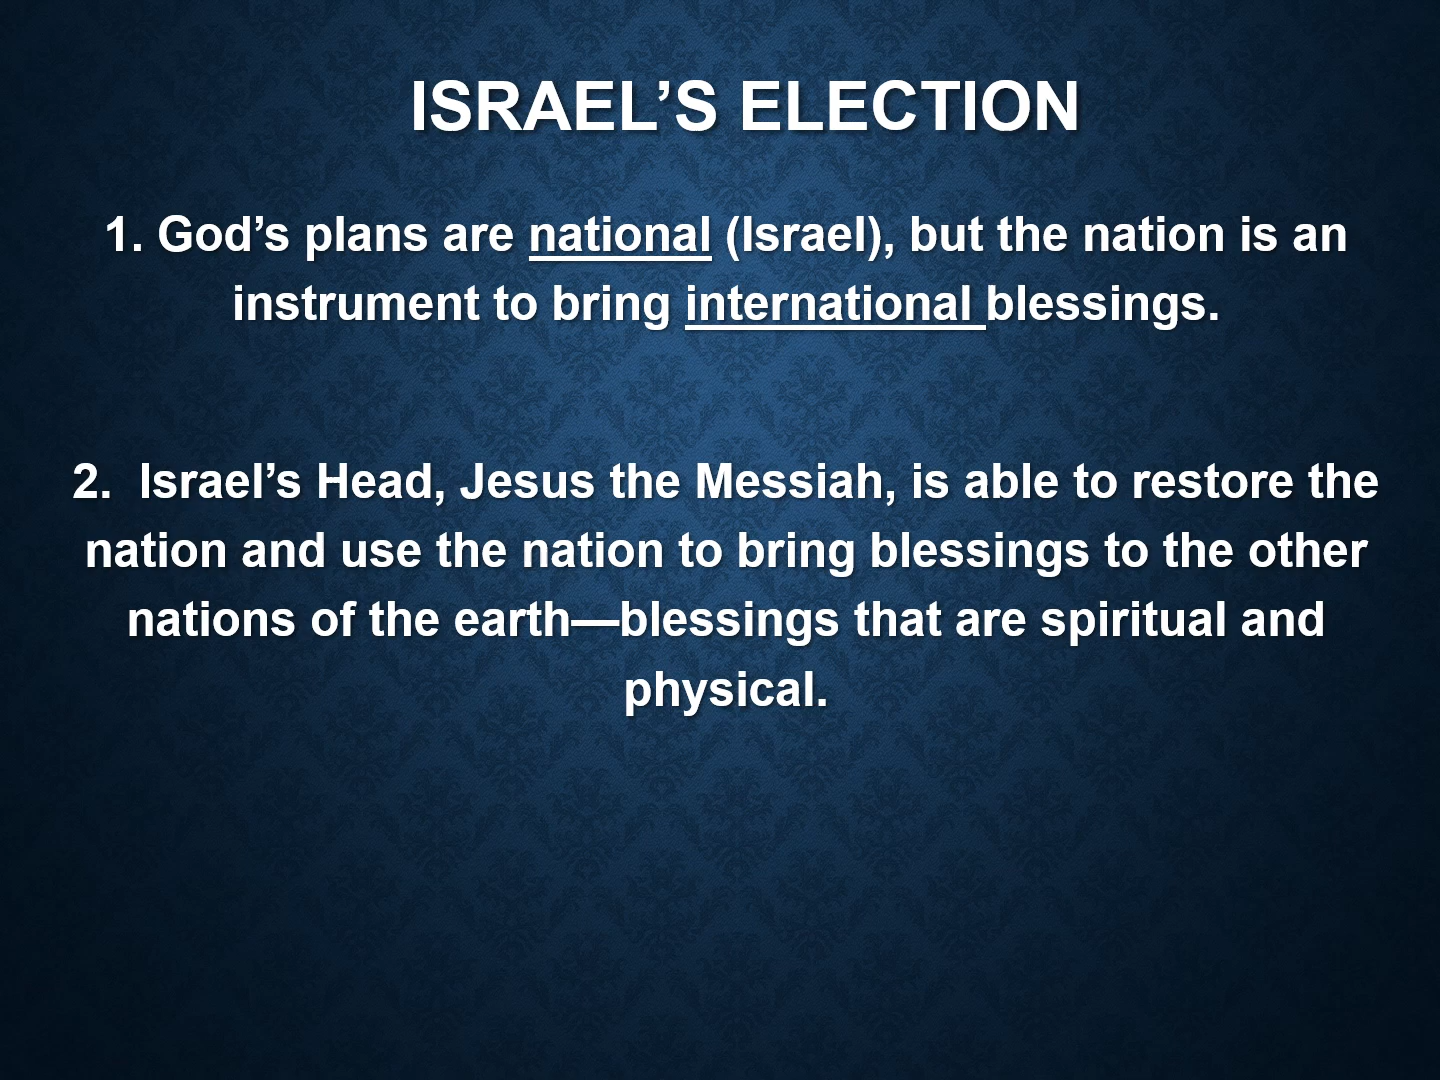 ISRAEL’S ELECTION
1. God’s plans are national (Israel), but the nation is an
instrument to bring international blessings.
2.  Israel’s Head, Jesus the Messiah, is able to restore the
nation and use the nation to bring blessings to the other
nations of the earth—blessings that are spiritual and
physical.